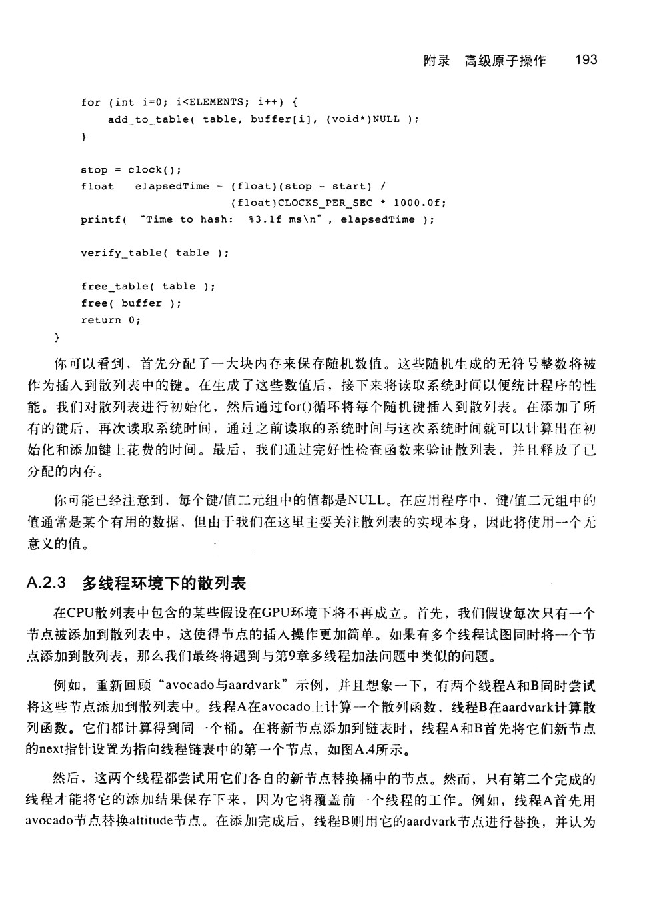 附录 高级原子操作 193
for (int i=0; i<ELEMENTS; i++) {
add_to_table( table, buffer[i], (void*)NULL );
}
stop = clock();
float elapsedTime = (float)(stop - start) /
(float)CLOCKS_PER_SEC * 1000.0f;
printf( "Time to hash: %3.1f ms\n", elapsedTime );
verify_table( table );
free_table( table );
free( buffer );
return 0;
}
你可以看到，首先分配了一大块内存来保存随机数值。这些随机生成的无符号整数将被
作为插入到散列表中的键。在生成了这些数值后，接下来将读取系统时间以便统计程序的性
能。我们对散列表进行初始化，然后通过for()循环将每个随机键插入到散列表。在添加了所
有的键后，再次读取系统时间，通过之前读取的系统时间与这次系统时间就可以计算出在初
始化和添加键上花费的时间。最后，我们通过完好性检查函数来验证散列表，并且释放了已
分配的内存。
你可能已经注意到，每个键/值二元组中的值都是NULL。在应用程序中，键/值二元组中的
值通常是某个有用的数据，但由于我们在这里主要关注散列表的实现本身，因此将使用一个无
意义的值。
A.2.3 多线程环境下的散列表
在CPU散列表中包含的某些假设在GPU环境下将不再成立。首先，我们假设每次只有一个
节点被添加到散列表中，这使得节点的插入操作更加简单。如果有多个线程试图同时将一个节
点添加到散列表，那么我们最终将遇到与第9章多线程加法问题中类似的问题。
例如，重新回顾“avocado与aardvark”示例，并且想象一下，有两个线程A和B同时尝试
将这些节点添加到散列表中。线程A在avocado上计算一个散列函数，线程B在aardvark计算散
列函数。它们都计算得到同一个桶。在将新节点添加到链表时，线程A和B首先将它们新节点
的next指针设置为指向线程链表中的第一个节点，如图A.4所示。
然后，这两个线程都尝试用它们各自的新节点替换桶中的节点。然而，只有第二个完成的
线程才能将它的添加结果保存下来，因为它将覆盖前一个线程的工作。例如，线程A首先用
avocado节点替换altitude节点。在添加完成后，线程B则用它的aardvark节点进行替换，并认为